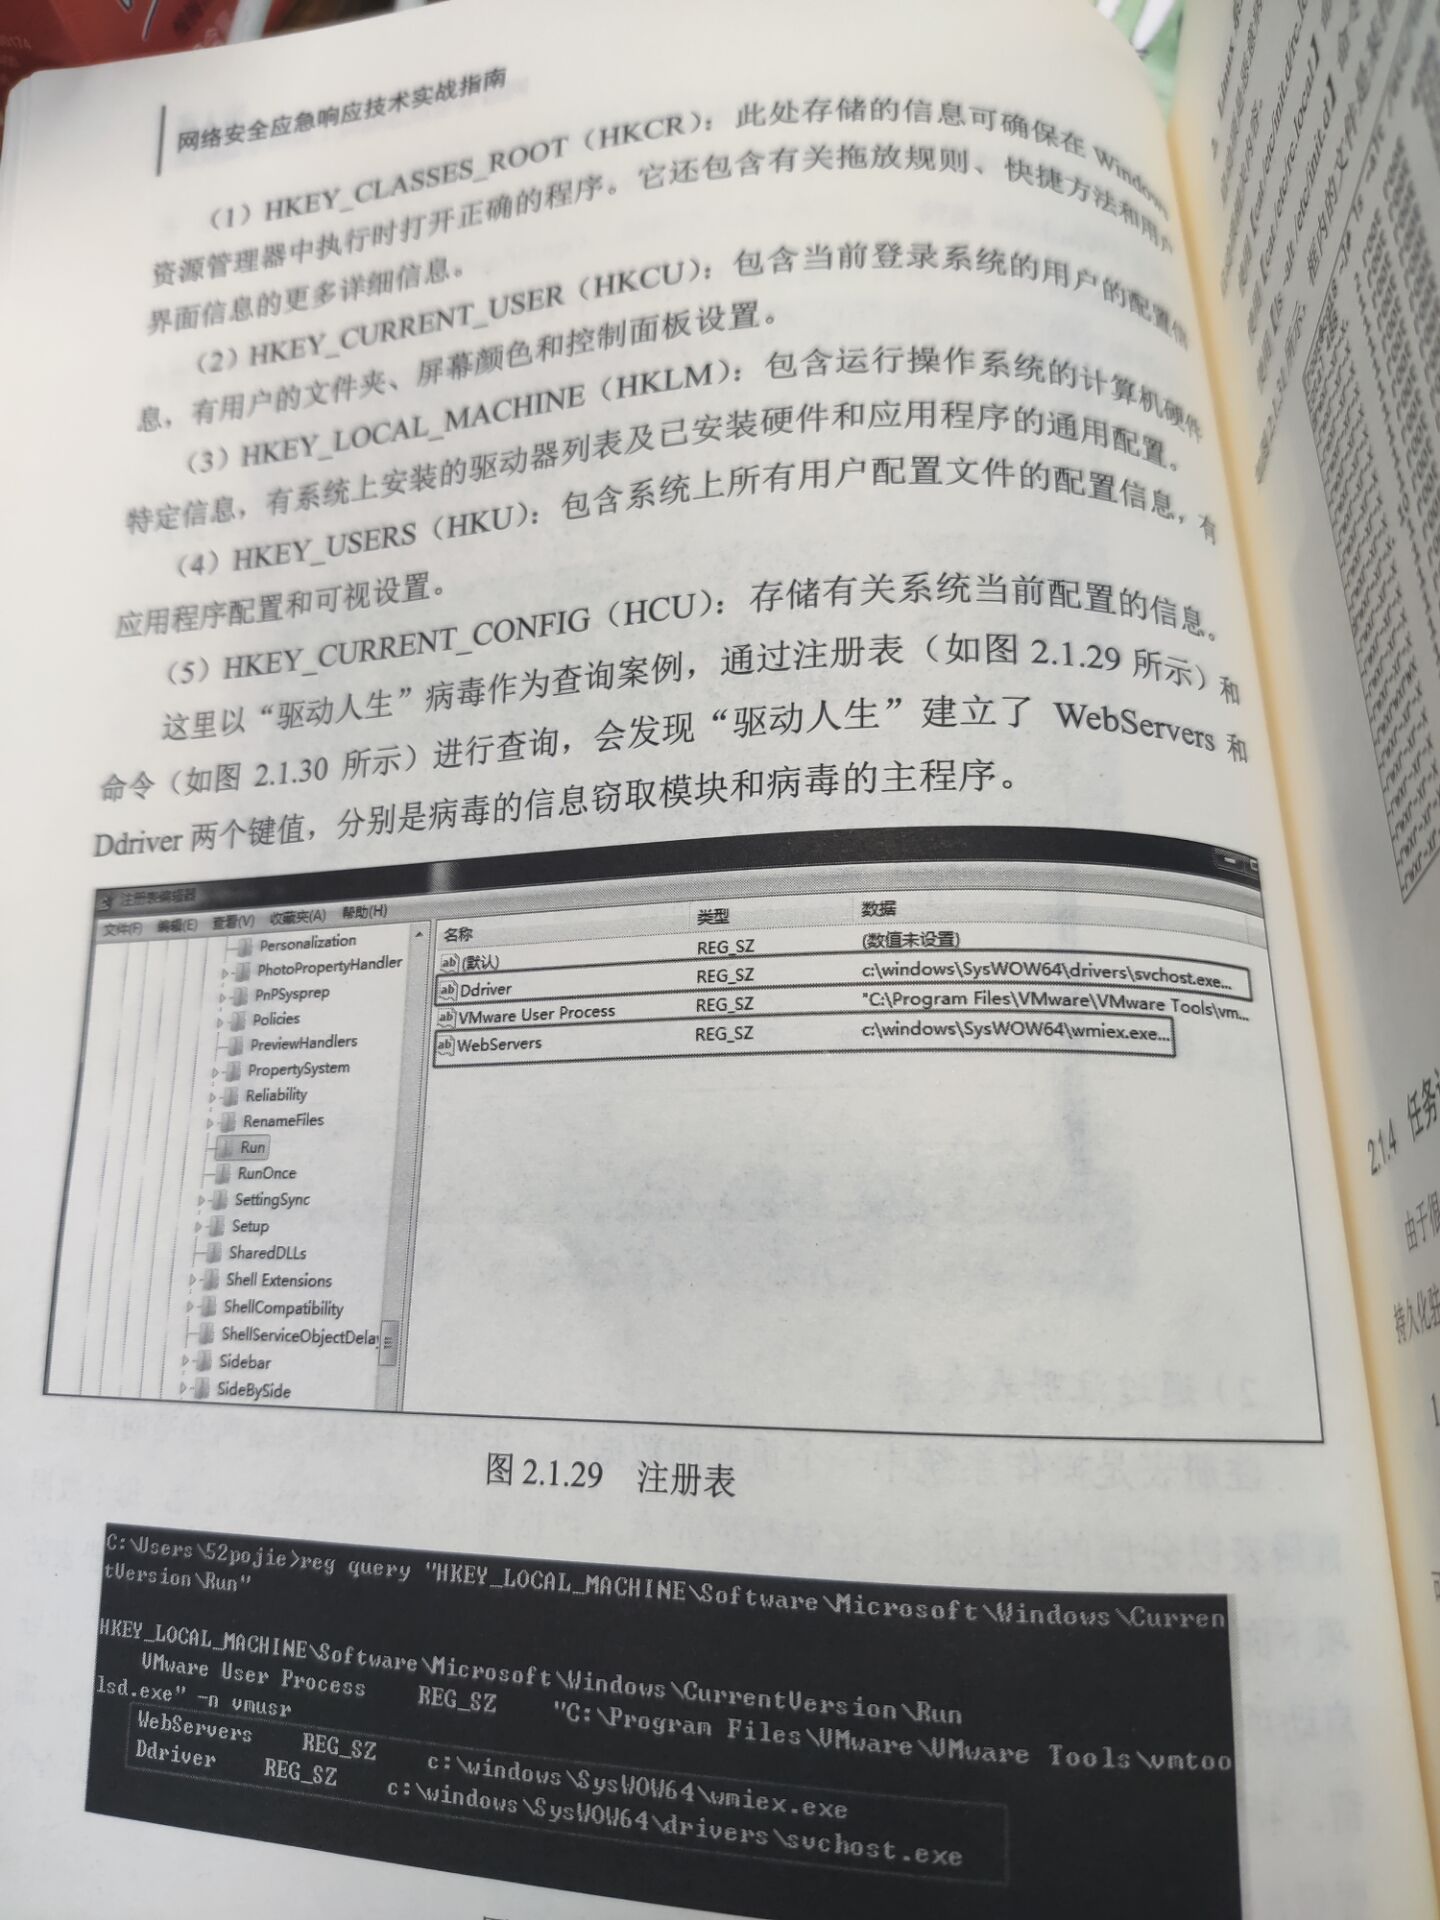 网络安全应急响应技术实战指南
（1）HKEY_CLASSES_ROOT（HKCR）：此处存储的信息可确保在 Windows
资源管理器中执行时打开正确的程序。它还包含有关拖放规则、快捷方法和用户
界面信息的更多详细信息。
（2）HKEY_CURRENT_USER（HKCU）：包含当前登录系统的用户的配置信
息，有用户的文件夹、屏幕颜色和控制面板设置。
（3）HKEY_LOCAL_MACHINE（HKLM）：包含运行操作系统的计算机硬件
特定信息，有系统上安装的驱动器列表及已安装硬件和应用程序的通用配置。
（4）HKEY_USERS（HKU）：包含系统上所有用户配置文件的配置信息，有
应用程序配置和可视设置。
（5）HKEY_CURRENT_CONFIG（HCU）：存储有关系统当前配置的信息。
这里以“驱动人生”病毒作为查询案例，通过注册表（如图 2.1.29 所示）和
命令（如图 2.1.30 所示）进行查询，会发现“驱动人生”建立了 WebServers 和
Ddriver 两个键值，分别是病毒的信息窃取模块和病毒的主程序。
注册表编辑器
文件(F) 编辑(E) 查看(V) 收藏夹(A) 帮助(H)
Personalization
PhotoPropertyHandler
PnPSysprep
Policies
PreviewHandlers
PropertySystem
Reliability
RenameFiles
Run
RunOnce
SettingSync
Setup
SharedDLLs
Shell Extensions
ShellCompatibility
ShellServiceObjectDelay
Sidebar
SideBySide
名称 类型 数据
ab (默认) REG_SZ (数值未设置)
ab Ddriver REG_SZ c:\windows\SysWOW64\drivers\svchost.exe...
ab VMware User Process REG_SZ "C:\Program Files\VMware\VMware Tools\vm...
ab WebServers REG_SZ c:\windows\SysWOW64\wmiex.exe...
图 2.1.29 注册表
C:\Users\52pojie>reg query "HKEY_LOCAL_MACHINE\Software\Microsoft\Windows\Curren
tVersion\Run"
HKEY_LOCAL_MACHINE\Software\Microsoft\Windows\CurrentVersion\Run
VMware User Process REG_SZ "C:\Program Files\VMware\VMware Tools\vmtoo
lsd.exe" -n vmusr
WebServers REG_SZ c:\windows\SysWOW64\wmiex.exe
Ddriver REG_SZ c:\windows\SysWOW64\drivers\svchost.exe
2.1.4 任务
由于很
持久化驻